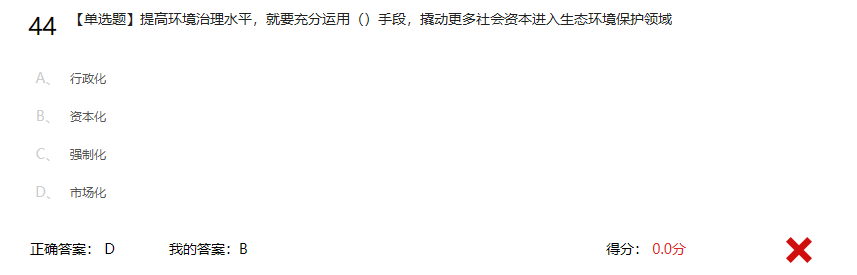 44 【单选题】提高环境治理水平，就要充分运用（）手段，撬动更多社会资本进入生态环境保护领域
A、 行政化
B、 资本化
C、 强制化
D、 市场化
正确答案： D 我的答案：B 得分： 0.0分